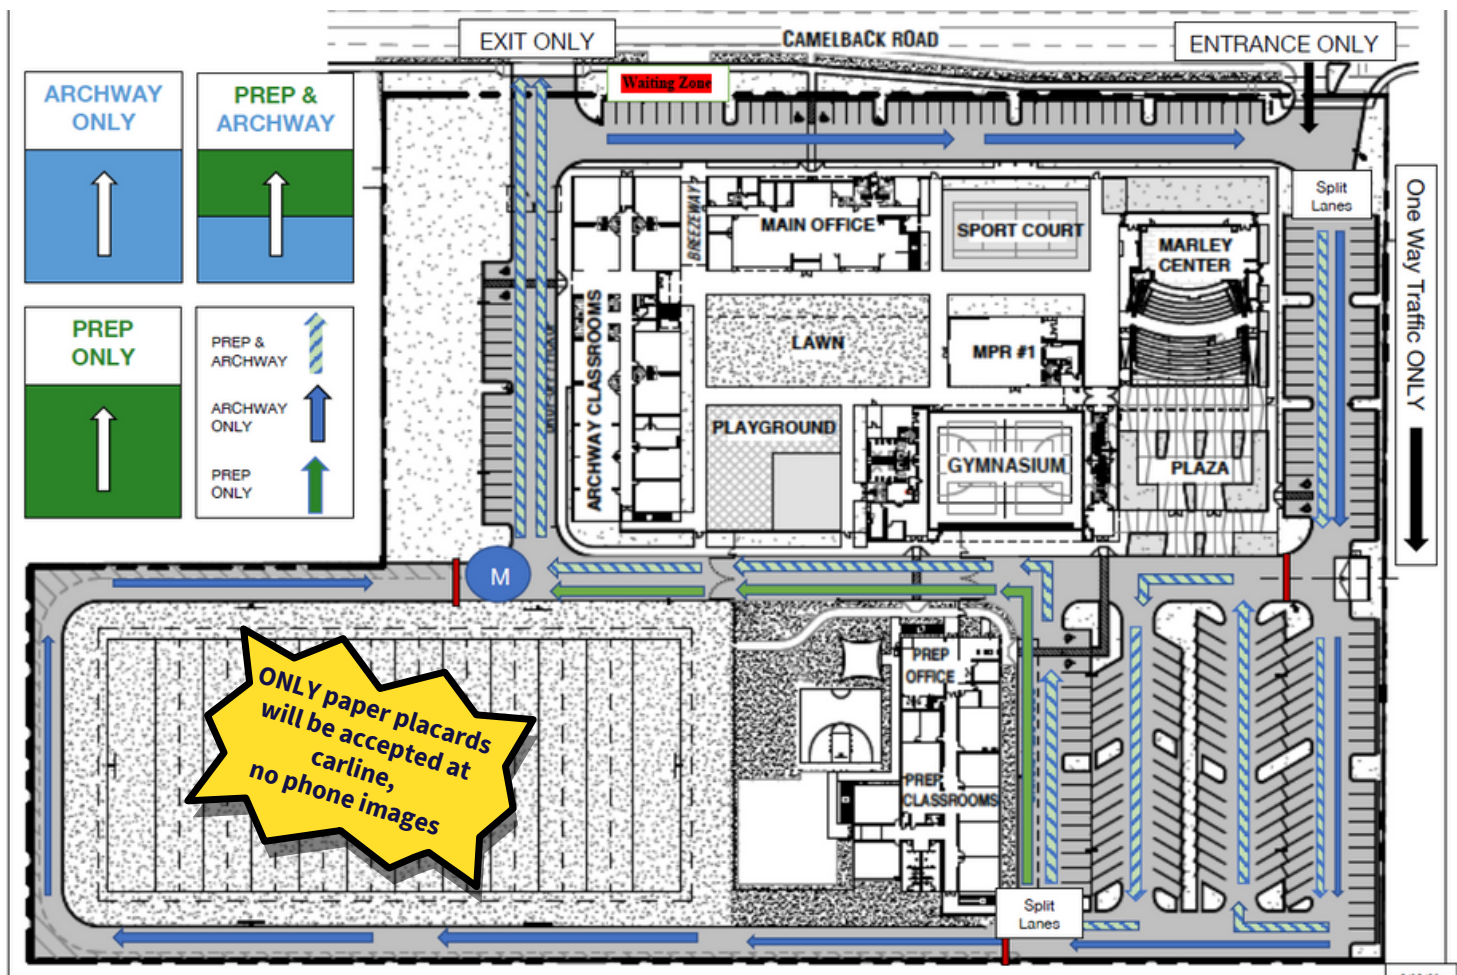 EXIT ONLY
CAMELBACK ROAD
ENTRANCE ONLY
Waiting Zone
ARCHWAY
ONLY
PREP &
ARCHWAY
PREP
ONLY
PREP &
ARCHWAY
ARCHWAY
ONLY
PREP
ONLY
Split
Lanes
One Way Traffic ONLY
BREEZEWAY
MAIN OFFICE
SPORT COURT
MARLEY
CENTER
ARCHWAY CLASSROOMS
LAWN
MPR #1
PLAYGROUND
GYMNASIUM
PLAZA
M
PREP
OFFICE
PREP
CLASSROOMS
ONLY paper placards
will be accepted at
carline,
no phone images
Split
Lanes